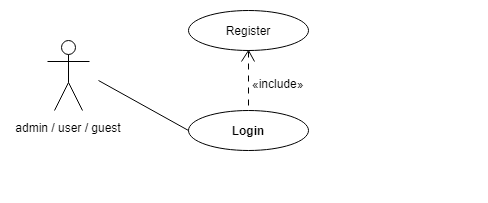 Register
«include»
admin / user / guest
Login